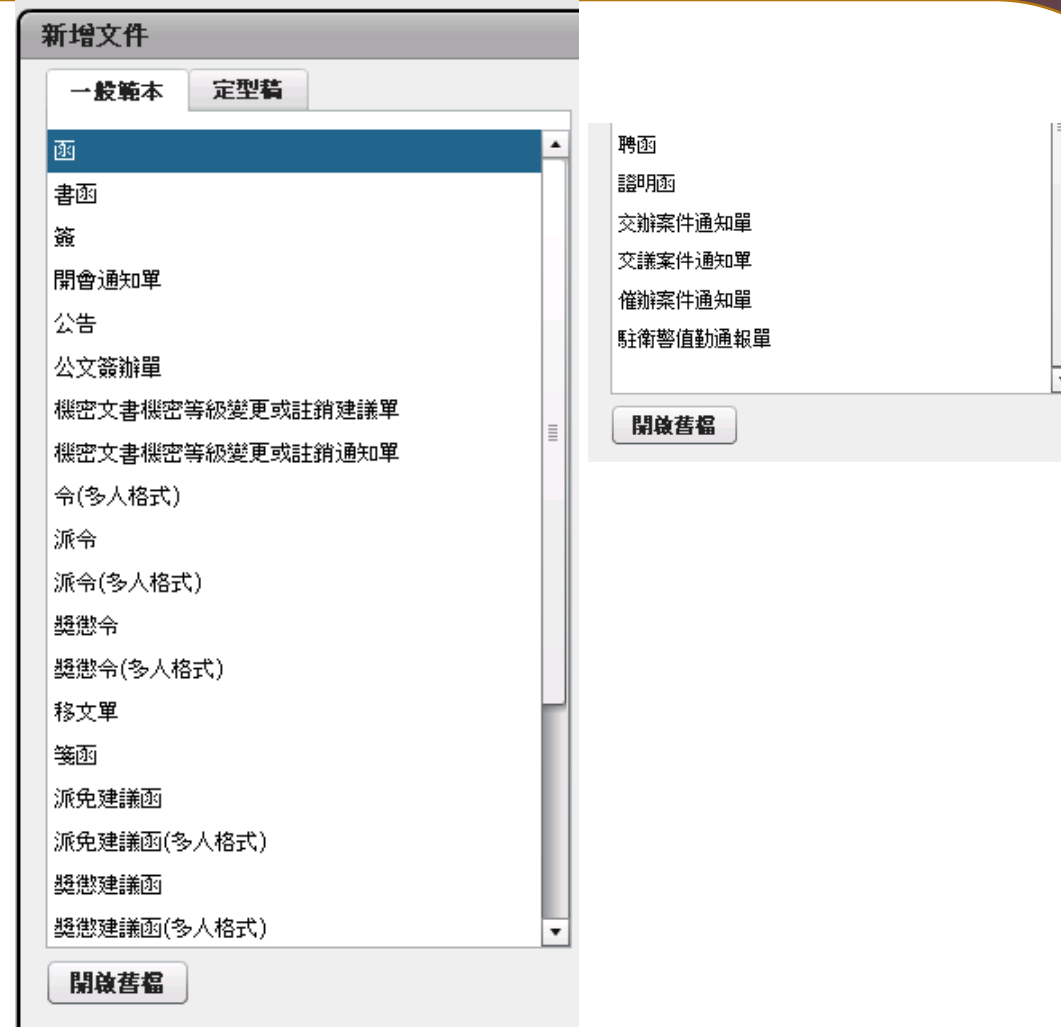 新增文件
一般範本
定型稿
函
書函
簽
開會通知單
公告
公文簽辦單
機密文書機密等級變更或註銷建議單
機密文書機密等級變更或註銷通知單
令(多人格式)
派令
派令(多人格式)
獎懲令
獎懲令(多人格式)
移文單
箋函
派免建議函
派免建議函(多人格式)
獎懲建議函
獎懲建議函(多人格式)
開啟舊檔
聘函
證明函
交辦案件通知單
交議案件通知單
催辦案件通知單
駐衛警值勤通報單
開啟舊檔